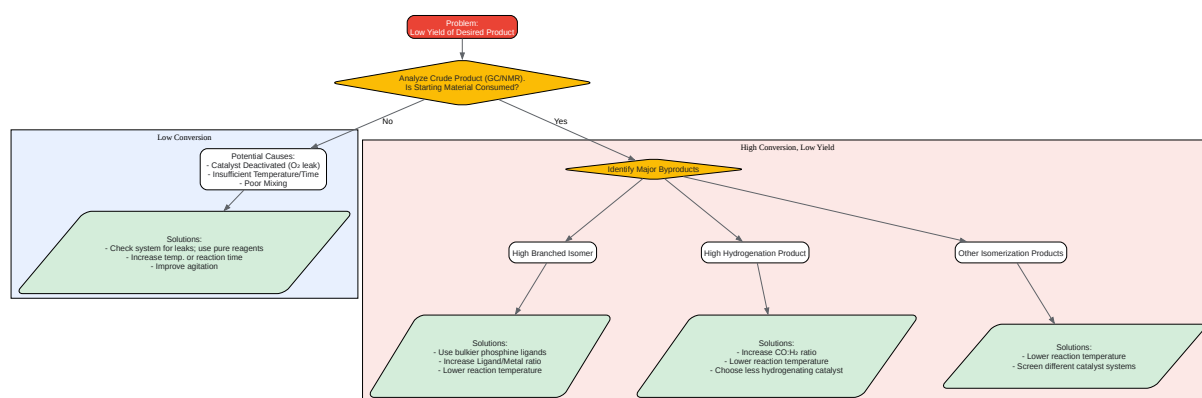 Problem:
Low Yield of Desired Product
Analyze Crude Product (GC/NMR).
Is Starting Material Consumed?
No
Yes
Low Conversion
Potential Causes:
- Catalyst Deactivated (O₂ leak)
- Insufficient Temperature/Time
- Poor Mixing
Solutions:
- Check system for leaks; use pure reagents
- Increase temp. or reaction time
- Improve agitation
High Conversion, Low Yield
Identify Major Byproducts
High Branched Isomer
High Hydrogenation Product
Other Isomerization Products
Solutions:
- Use bulkier phosphine ligands
- Increase Ligand/Metal ratio
- Lower reaction temperature
Solutions:
- Increase CO:H₂ ratio
- Lower reaction temperature
- Choose less hydrogenating catalyst
Solutions:
- Lower reaction temperature
- Screen different catalyst systems